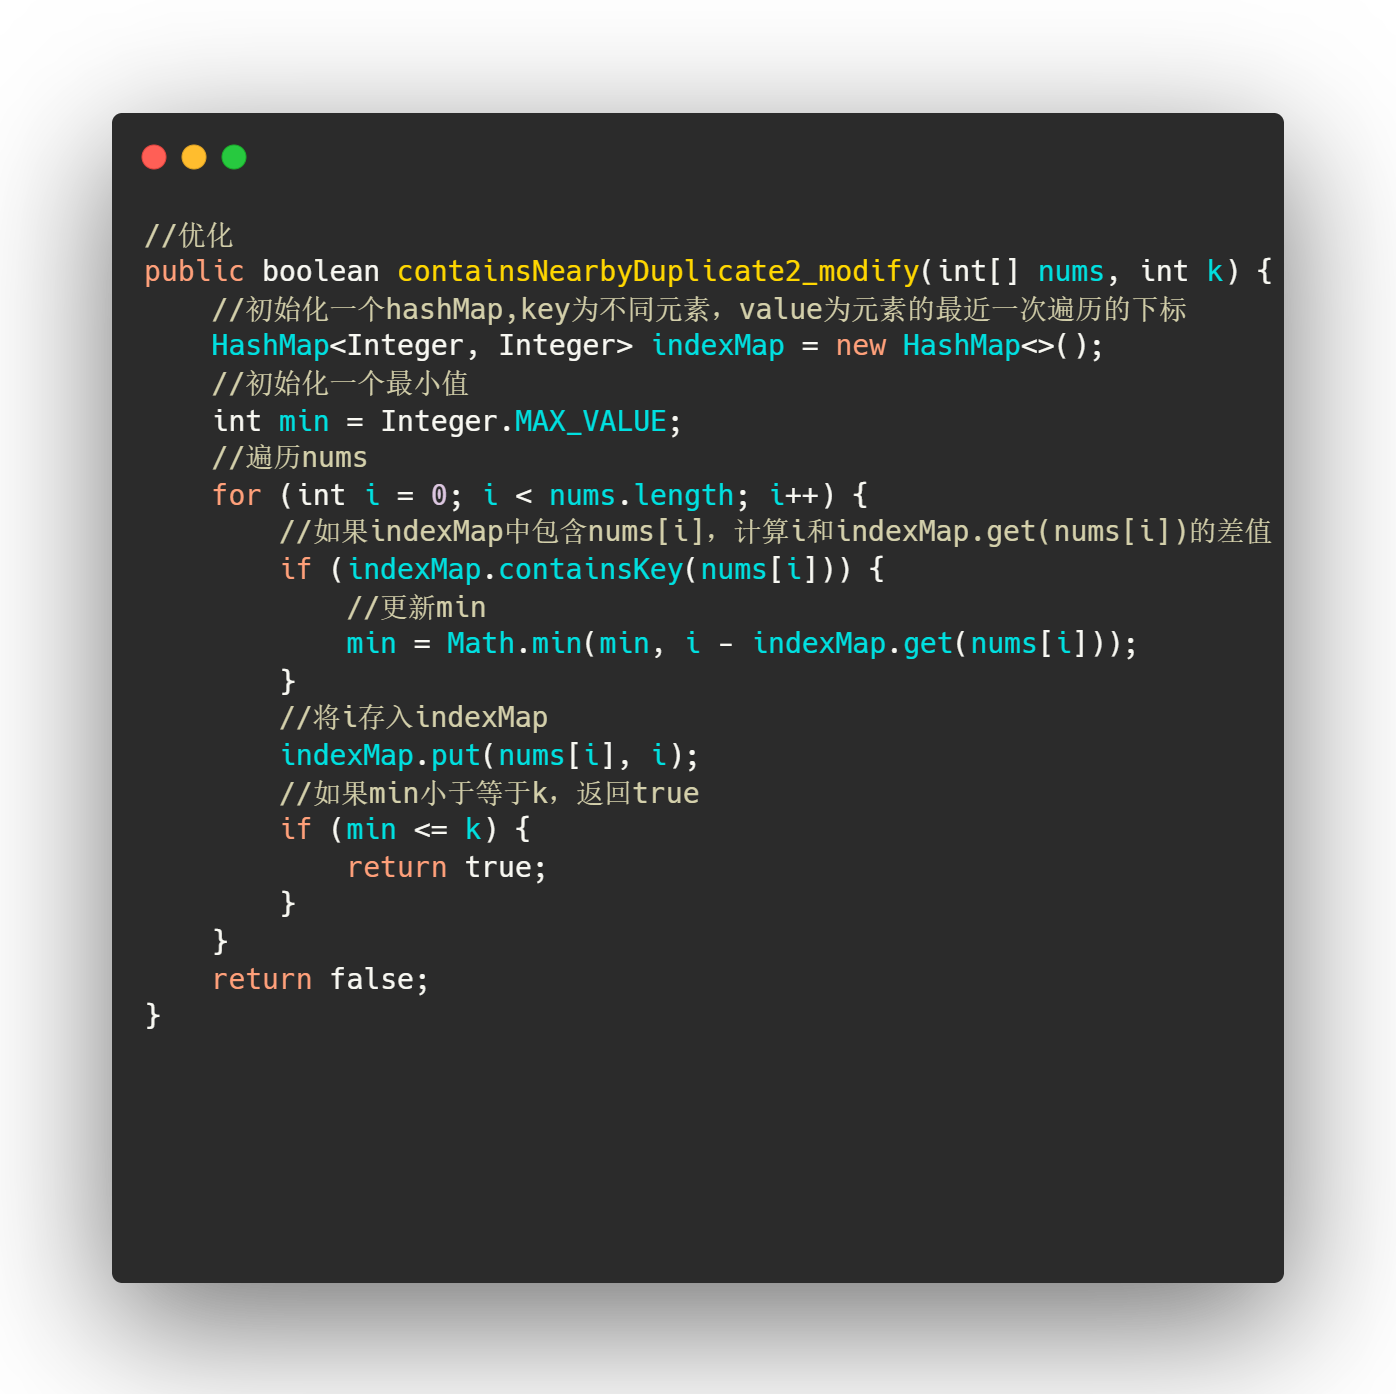 //优化
public boolean containsNearbyDuplicate2_modify(int[] nums, int k) {
    //初始化一个hashMap,key为不同元素，value为元素的最近一次遍历的下标
    HashMap<Integer, Integer> indexMap = new HashMap<>();
    //初始化一个最小值
    int min = Integer.MAX_VALUE;
    //遍历nums
    for (int i = 0; i < nums.length; i++) {
        //如果indexMap中包含nums[i]，计算i和indexMap.get(nums[i])的差值
        if (indexMap.containsKey(nums[i])) {
            //更新min
            min = Math.min(min, i - indexMap.get(nums[i]));
        }
        //将i存入indexMap
        indexMap.put(nums[i], i);
        //如果min小于等于k，返回true
        if (min <= k) {
            return true;
        }
    }
    return false;
}